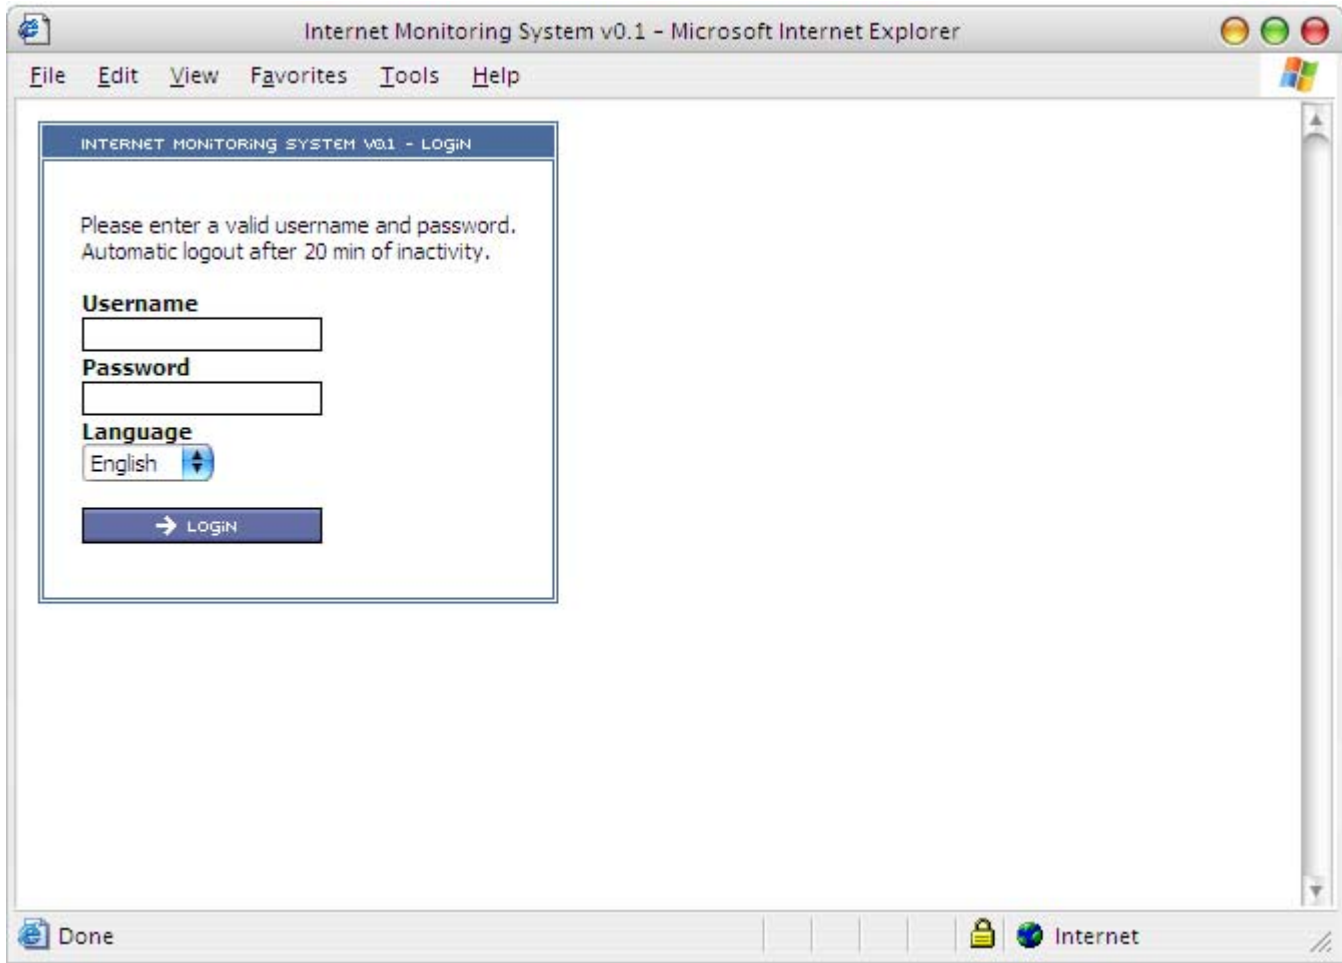 Internet Monitoring System v0.1 - Microsoft Internet Explorer
File Edit View Favorites Tools Help
INTERNET MONiTORiNG SYSTEM V0.1 - LOGiN
Please enter a valid username and password.
Automatic logout after 20 min of inactivity.
Username
Password
Language
English
LOGiN
Done
Internet